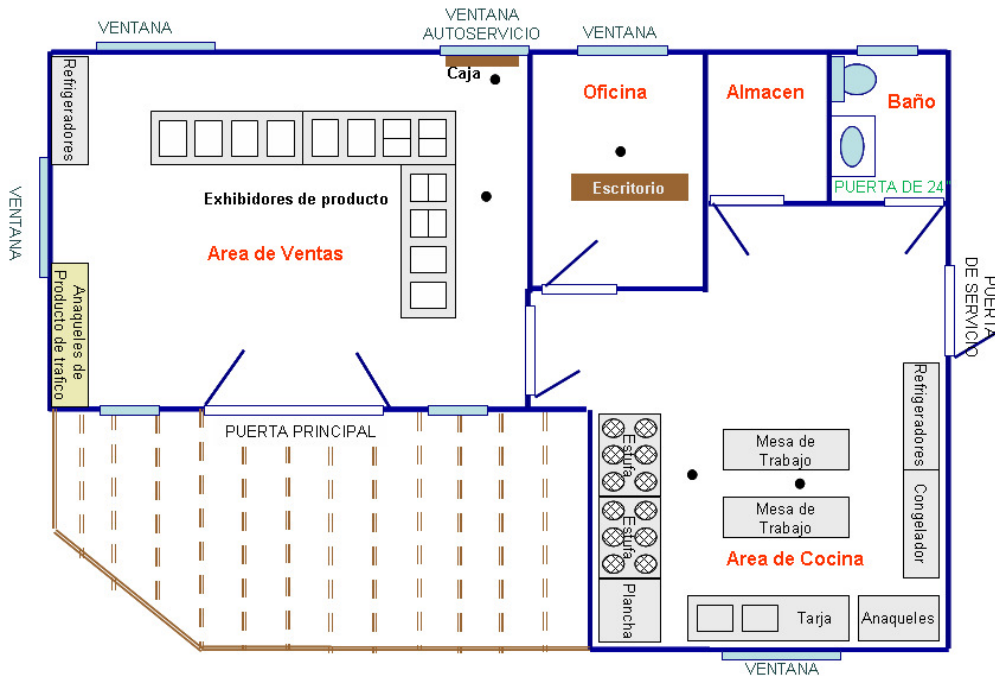 VENTANA
VENTANA
AUTOSERVICIO
VENTANA
Refrigeradores
Caja
Oficina
Almacen
Baño
Escritorio
PUERTA DE 24"
VENTANA
Exhibidores de producto
Area de Ventas
PUERTA
DE SERVICIO
Anaqueles de
Producto de trafico
PUERTA PRINCIPAL
Estufa
Estufa
Plancha
Mesa de
Trabajo
Mesa de
Trabajo
Refrigeradores
Congelador
Area de Cocina
Tarja
Anaqueles
VENTANA